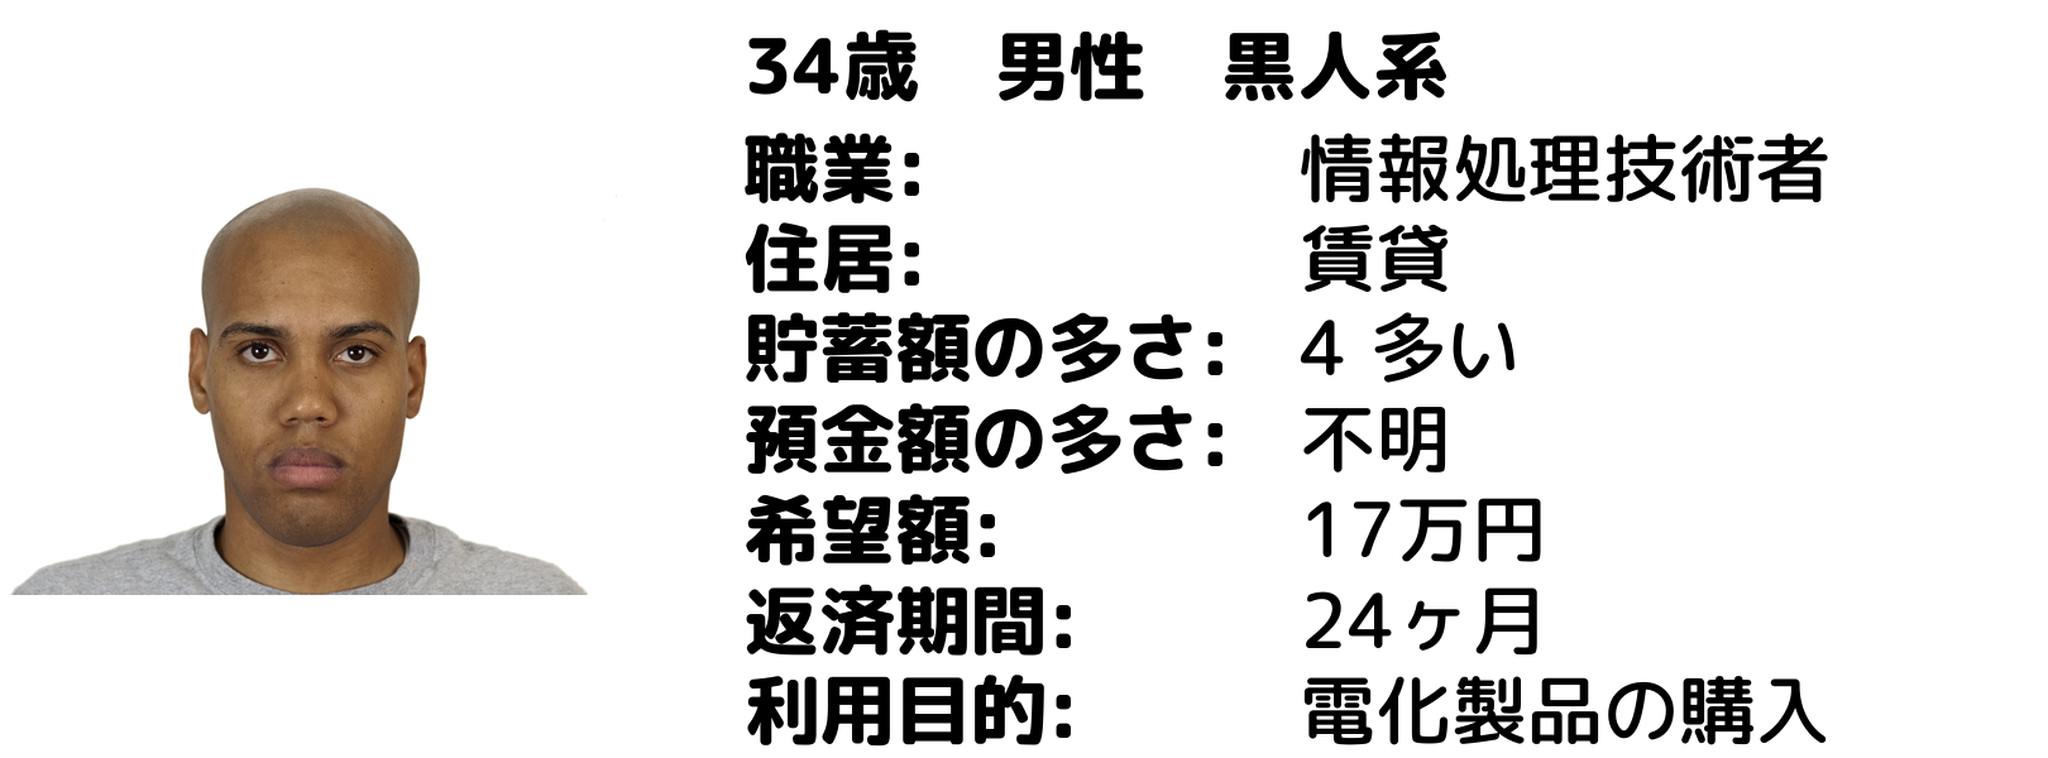 34歳　男性　黒人系
職業: 情報処理技術者
住居: 賃貸
貯蓄額の多さ: 4 多い
預金額の多さ: 不明
希望額: 17万円
返済期間: 24ヶ月
利用目的: 電化製品の購入